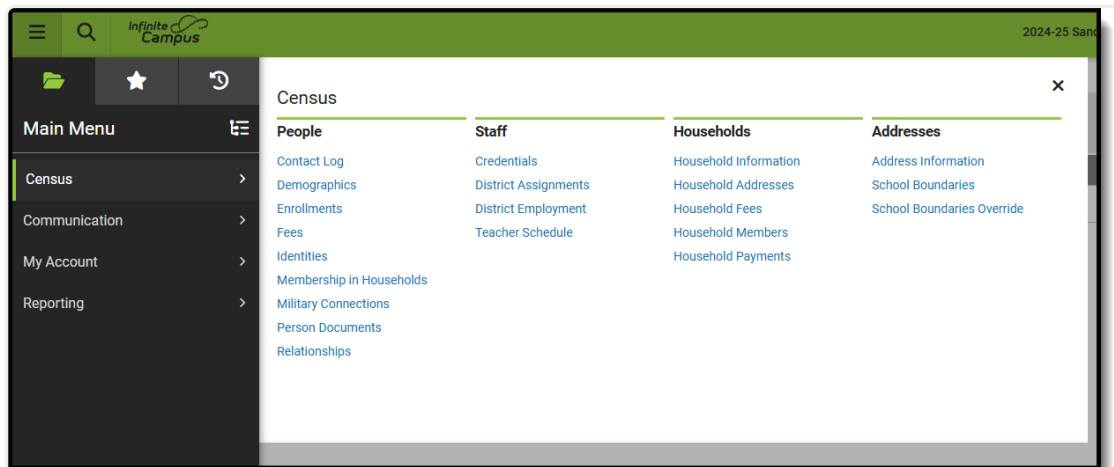 Infinite
Campus
2024-25
Main Menu
Census
Communication
My Account
Reporting
Census
People
Contact Log
Demographics
Enrollments
Fees
Identities
Membership in Households
Military Connections
Person Documents
Relationships
Staff
Credentials
District Assignments
District Employment
Teacher Schedule
Households
Household Information
Household Addresses
Household Fees
Household Members
Household Payments
Addresses
Address Information
School Boundaries
School Boundaries Override